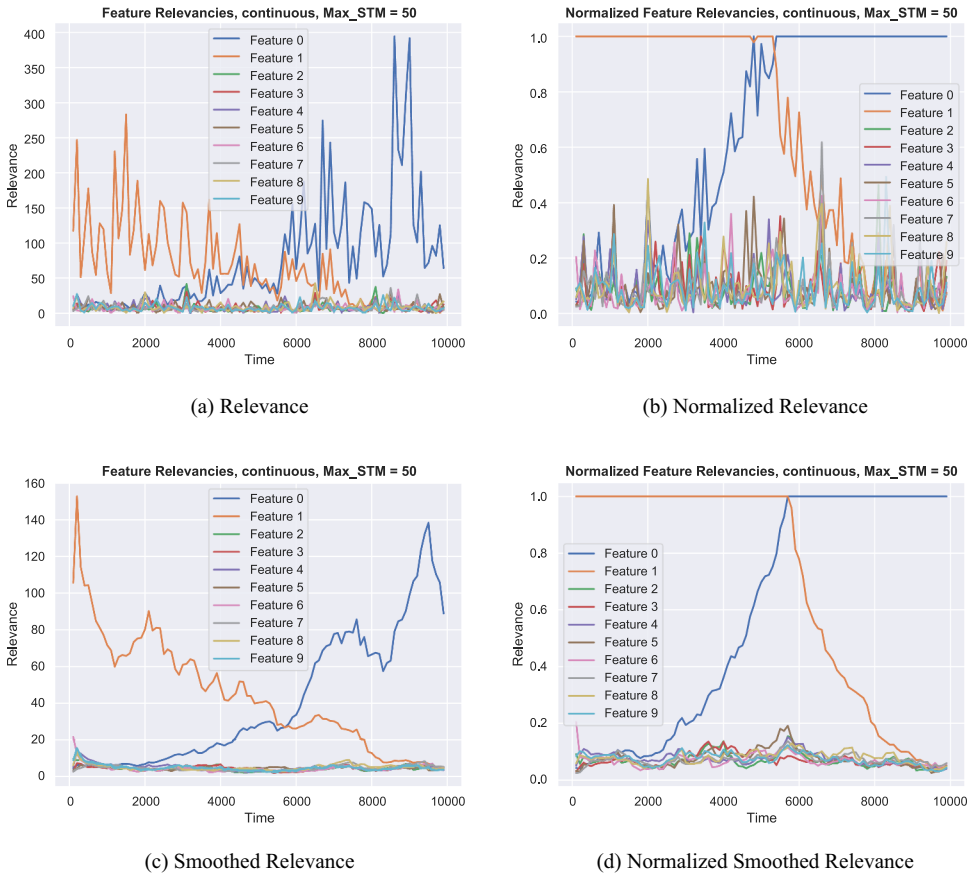 Feature Relevancies, continuous, Max_STM = 50
400
350
300
250
200
150
100
50
0
Relevance
Feature 0
Feature 1
Feature 2
Feature 3
Feature 4
Feature 5
Feature 6
Feature 7
Feature 8
Feature 9
0 2000 4000 6000 8000 10000
Time
(a) Relevance
Normalized Feature Relevancies, continuous, Max_STM = 50
1.0
0.8
0.6
0.4
0.2
0.0
Relevance
Feature 0
Feature 1
Feature 2
Feature 3
Feature 4
Feature 5
Feature 6
Feature 7
Feature 8
Feature 9
0 2000 4000 6000 8000 10000
Time
(b) Normalized Relevance
Feature Relevancies, continuous, Max_STM = 50
160
140
120
100
80
60
40
20
0
Relevance
Feature 0
Feature 1
Feature 2
Feature 3
Feature 4
Feature 5
Feature 6
Feature 7
Feature 8
Feature 9
0 2000 4000 6000 8000 10000
Time
(c) Smoothed Relevance
Normalized Feature Relevancies, continuous, Max_STM = 50
1.0
0.8
0.6
0.4
0.2
0.0
Relevance
Feature 0
Feature 1
Feature 2
Feature 3
Feature 4
Feature 5
Feature 6
Feature 7
Feature 8
Feature 9
0 2000 4000 6000 8000 10000
Time
(d) Normalized Smoothed Relevance